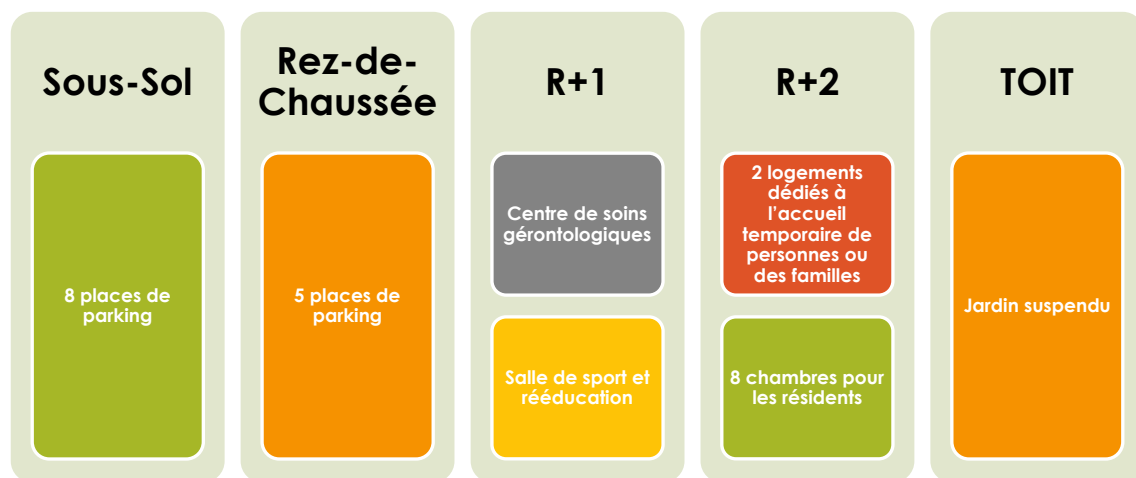 Sous-Sol
8 places de
parking
Rez-de-
Chaussée
5 places de
parking
R+1
Centre de soins
gérontologiques
Salle de sport et
rééducation
R+2
2 logements
dédiés à
l'accueil
temporaire de
personnes ou
des familles
8 chambres pour
les résidents
TOIT
Jardin suspendu